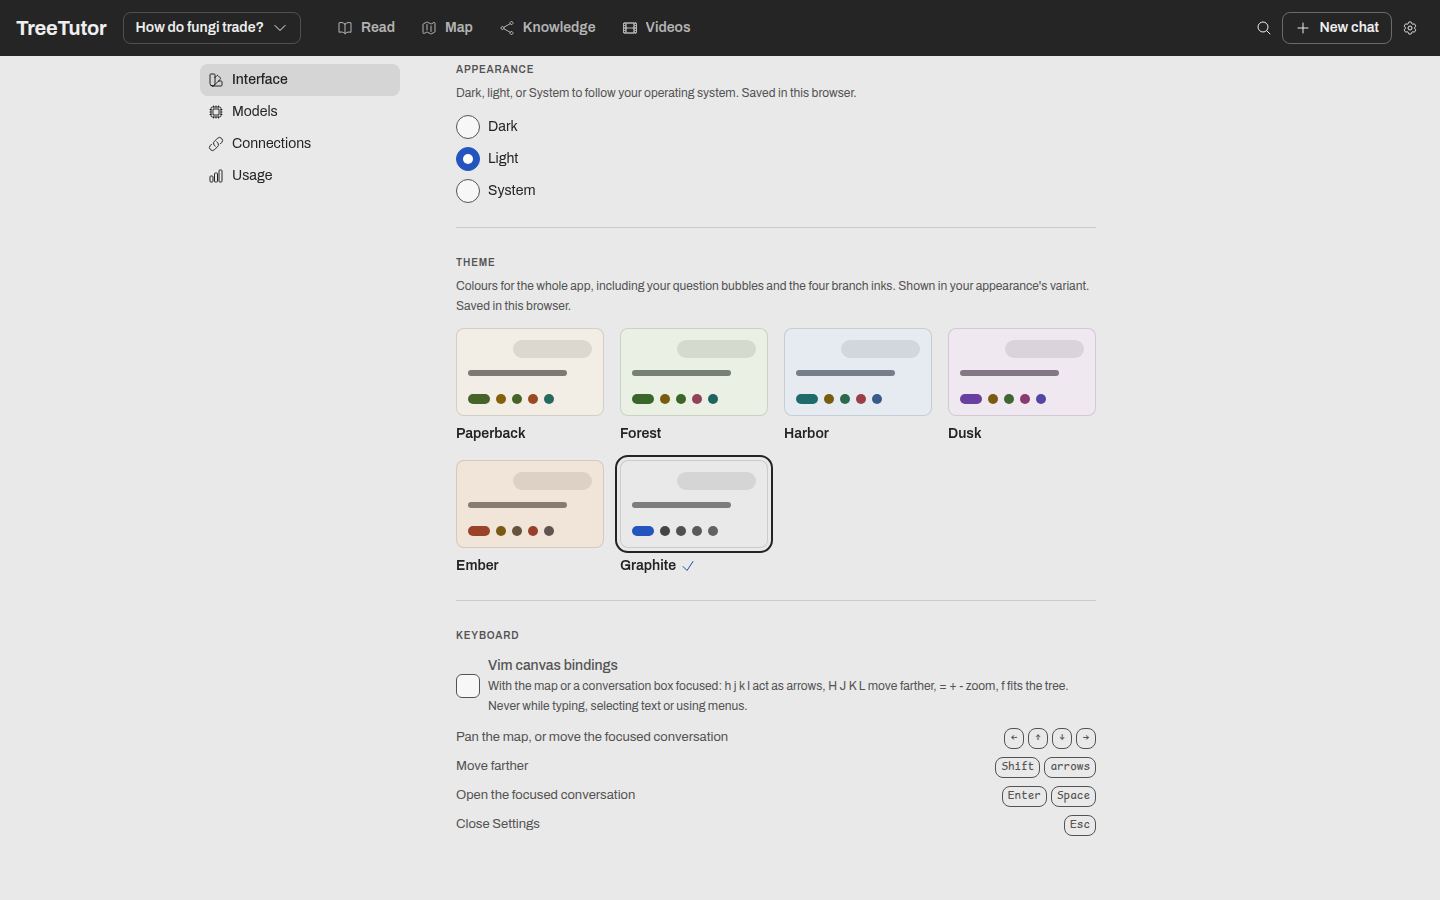 TreeTutor
How do fungi trade?
Read
Map
Knowledge
Videos
New chat
Interface
Models
Connections
Usage
APPEARANCE
Dark, light, or System to follow your operating system. Saved in this browser.
Dark
Light
System
THEME
Colours for the whole app, including your question bubbles and the four branch inks. Shown in your appearance's variant.
Saved in this browser.
Paperback
Forest
Harbor
Dusk
Ember
Graphite
KEYBOARD
Vim canvas bindings
With the map or a conversation box focused: h j k l act as arrows, H J K L move farther, = + - zoom, f fits the tree.
Never while typing, selecting text or using menus.
Pan the map, or move the focused conversation ← ↑ ↓ →
Move farther Shift arrows
Open the focused conversation Enter Space
Close Settings Esc